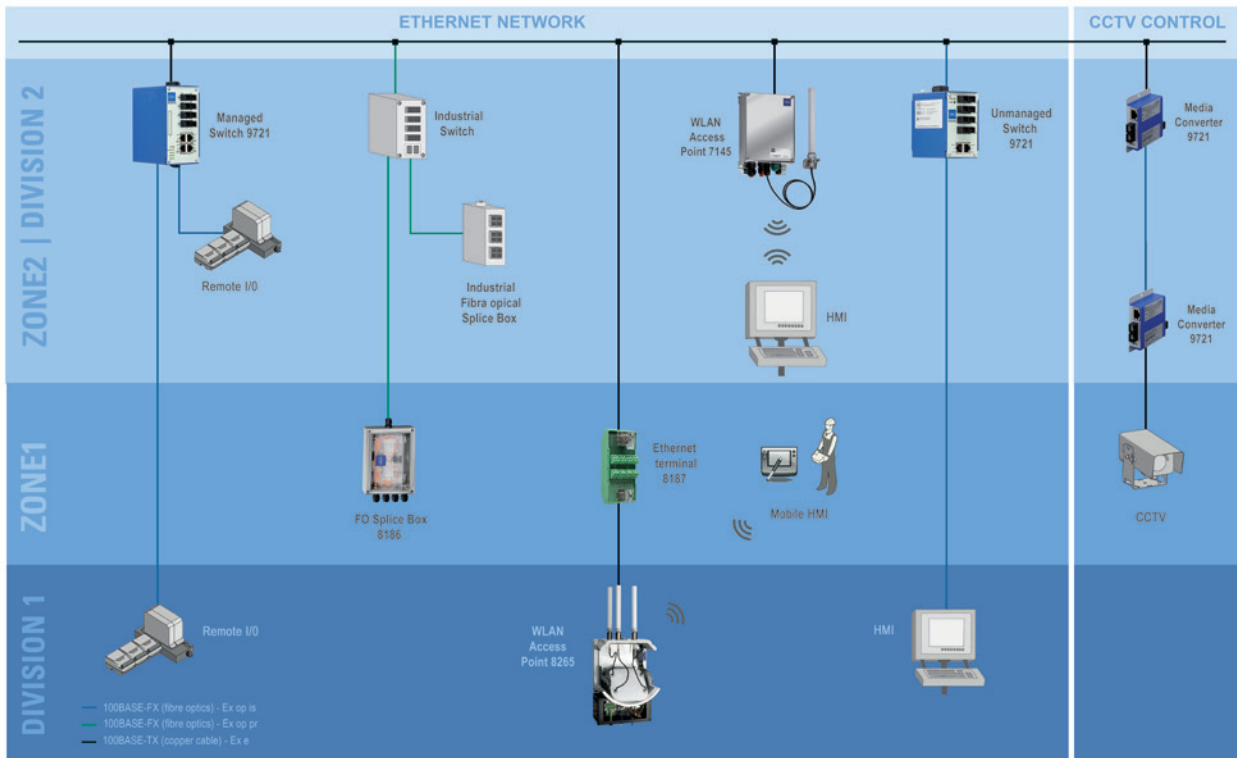 ETHERNET NETWORK
CCTV CONTROL
ZONE2 | DIVISION 2
Managed
Switch 9721
Industrial
Switch
WLAN
Access
Point 7145
Unmanaged
Switch
9721
Media
Converter
9721
Remote I/0
Industrial
Fibra opical
Splice Box
HMI
Media
Converter
9721
ZONE1
FO Splice Box
8186
Ethernet
terminal
8187
Mobile HMI
CCTV
DIVISION 1
Remote I/0
WLAN
Access
Point 8265
HMI
100BASE-FX (fibre optics) - Ex op is
100BASE-FX (fibre optics) - Ex op pr
100BASE-TX (copper cable) - Ex e